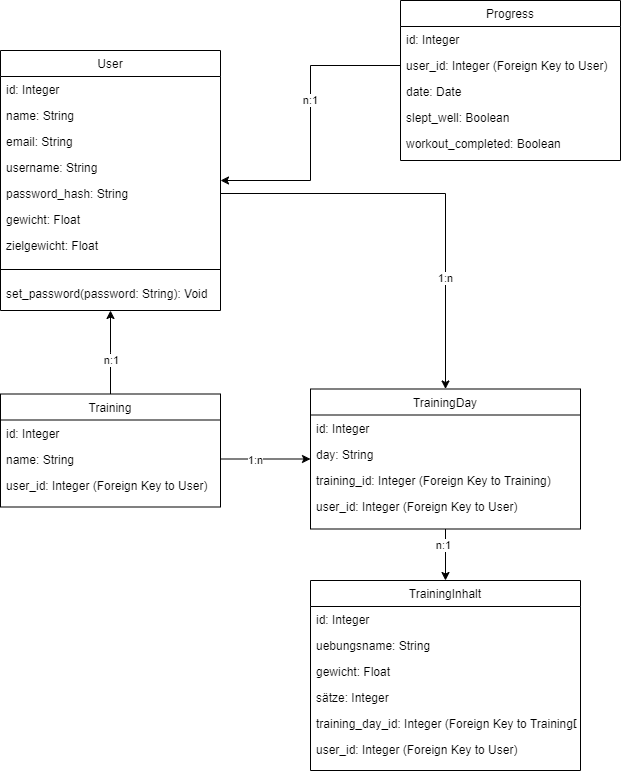 Progress
id: Integer
user_id: Integer (Foreign Key to User)
date: Date
slept_well: Boolean
workout_completed: Boolean
n:1
User
id: Integer
name: String
email: String
username: String
password_hash: String
gewicht: Float
zielgewicht: Float
set_password(password: String): Void
1:n
n:1
Training
id: Integer
name: String
user_id: Integer (Foreign Key to User)
1:n
TrainingDay
id: Integer
day: String
training_id: Integer (Foreign Key to Training)
user_id: Integer (Foreign Key to User)
n:1
TrainingInhalt
id: Integer
uebungsname: String
gewicht: Float
sätze: Integer
training_day_id: Integer (Foreign Key to Training
user_id: Integer (Foreign Key to User)